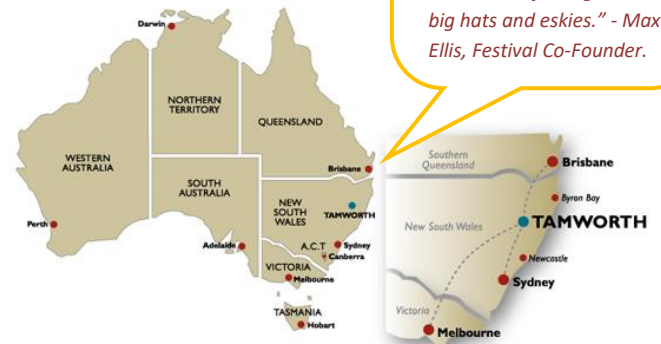 big hats and eskies." - Max
Ellis, Festival Co-Founder.
Darwin
NORTHERN
TERRITORY
QUEENSLAND
WESTERN
AUSTRALIA
Brisbane
SOUTH
AUSTRALIA
NEW
SOUTH
WALES
TAMWORTH
Perth
Adelaide
A.C.T
Sydney
Canberra
VICTORIA
Melbourne
TASMANIA
Hobart
Southern
Queensland
Brisbane
Byron Bay
New South Wales
TAMWORTH
Newcastle
Sydney
Victoria
Melbourne